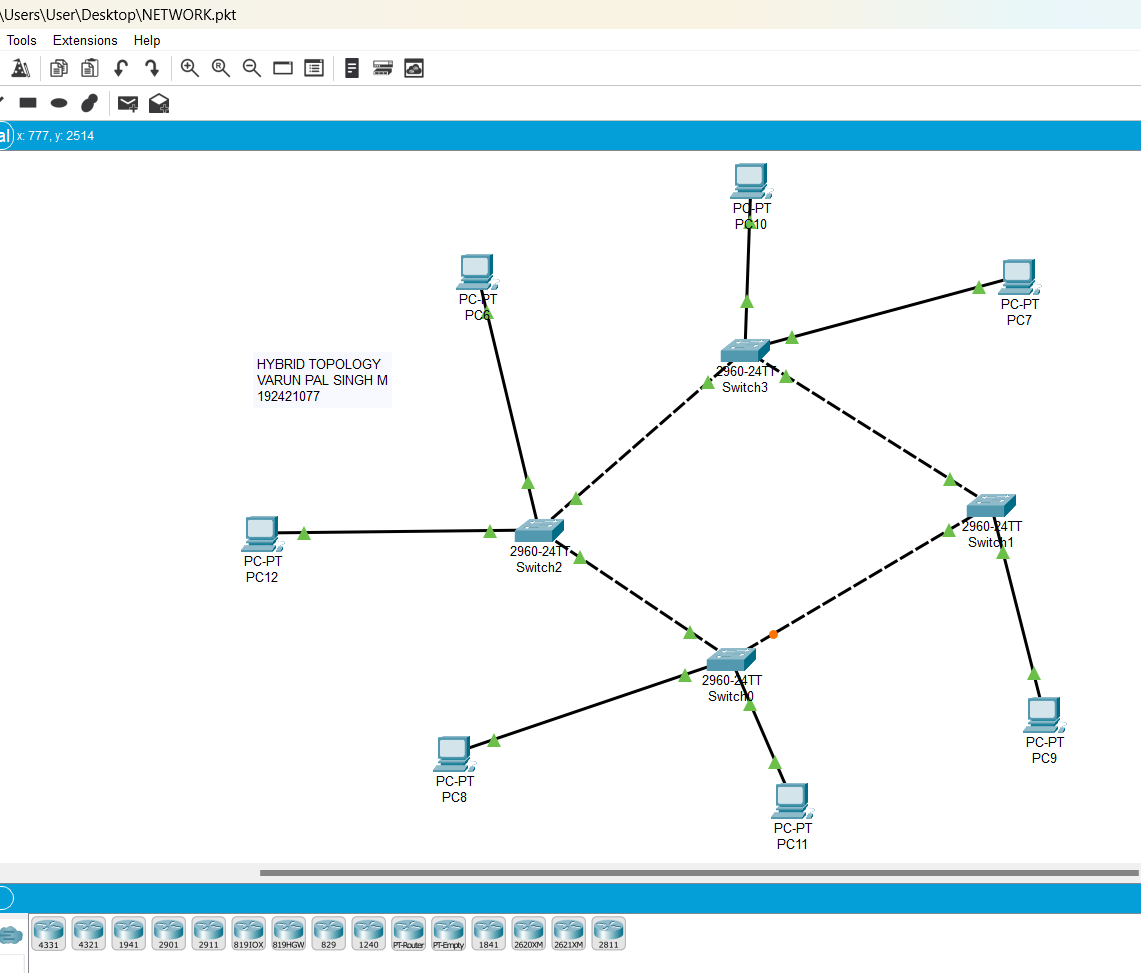 \Users\User\Desktop\NETWORK.pkt
Tools Extensions Help
al x: 777, y: 2514
PC-PT
PC10
PC-PT
PC6
PC-PT
PC7
HYBRID TOPOLOGY
VARUN PAL SINGH M
192421077
2960-24TT
Switch3
2960-24TT
Switch1
2960-24TT
Switch2
PC-PT
PC12
2960-24TT
Switch0
PC-PT
PC9
PC-PT
PC8
PC-PT
PC11
4331 4321 1941 2901 2911 819IOX 819HGW 829 1240 PT-Router PT-Empty 1841 2620XM 2621XM 2811